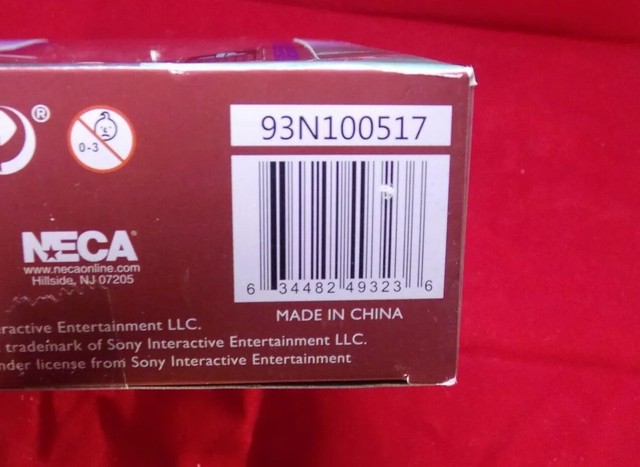 ®
0-3
93N100517
6 34482 49323 6
NECA®
www.necaonline.com
Hillside, NJ 07205
MADE IN CHINA
eractive Entertainment LLC.
trademark of Sony Interactive Entertainment LLC.
nder license from Sony Interactive Entertainment